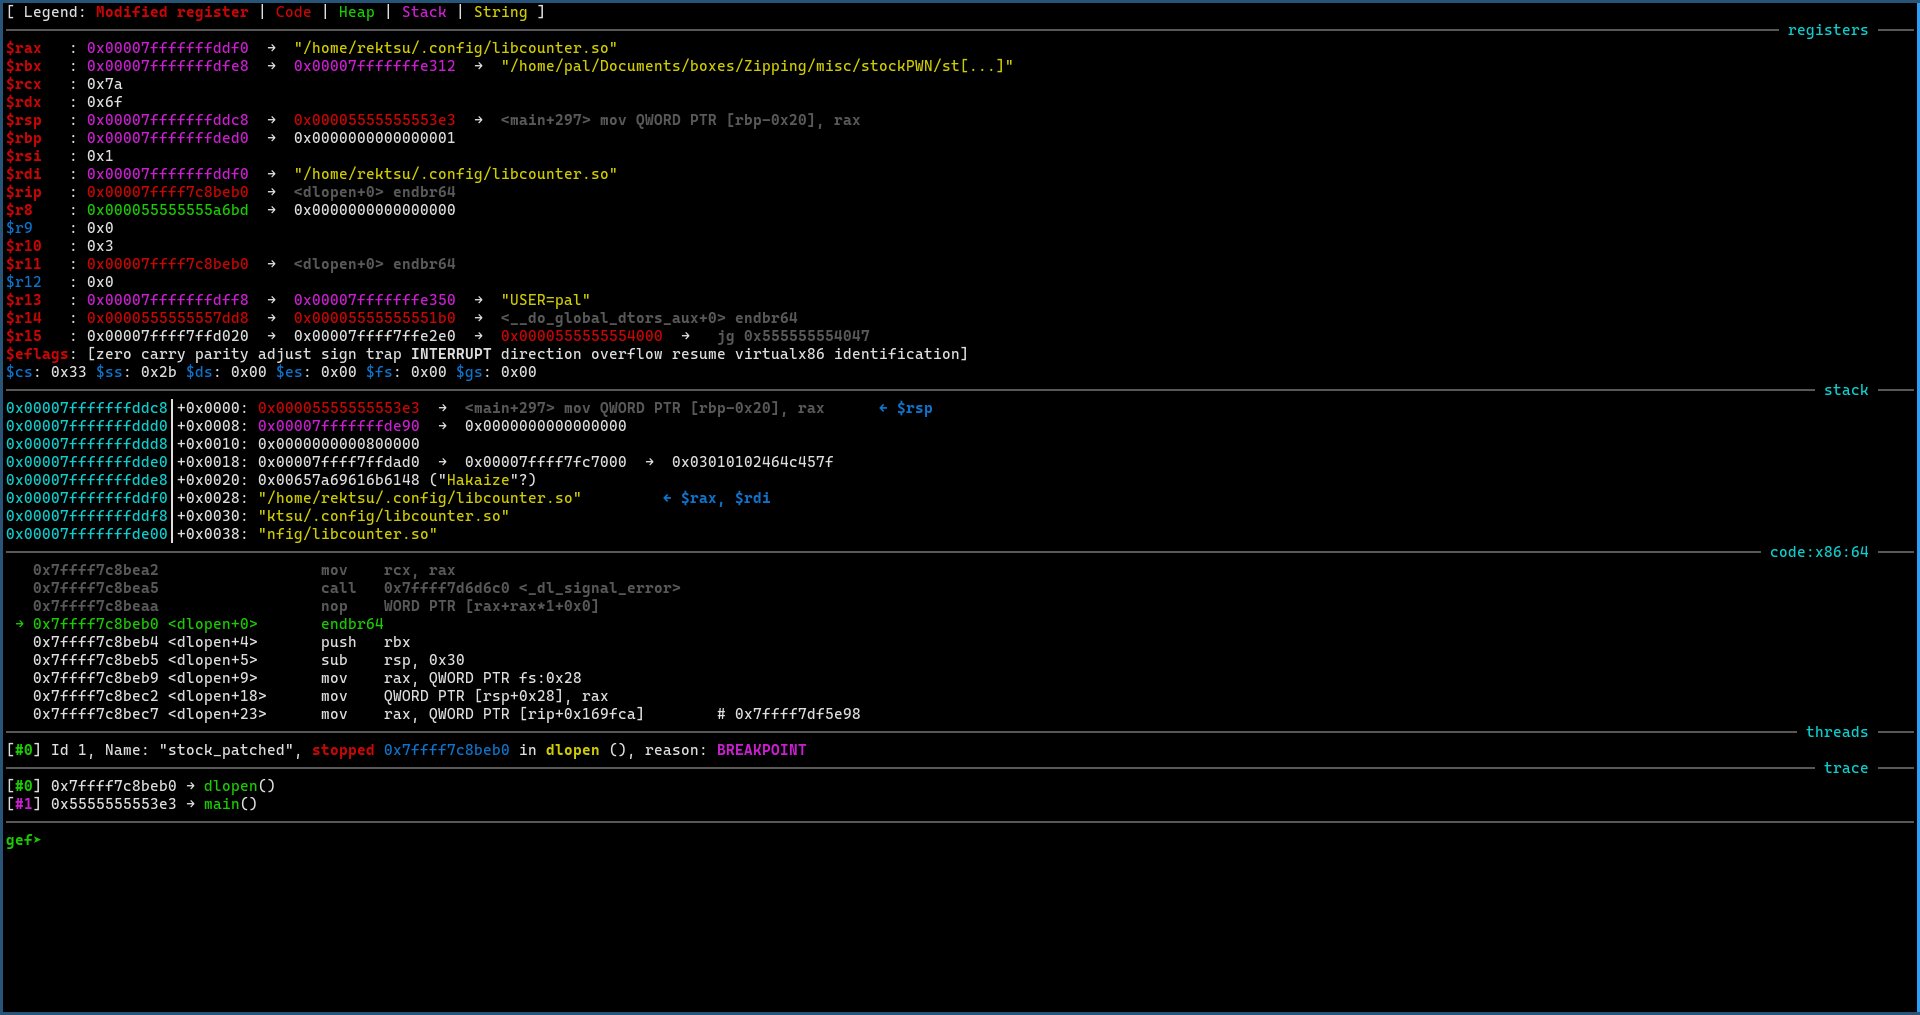 [ Legend: Modified register | Code | Heap | Stack | String ]
registers
$rax   : 0x00007fffffffddf0  →  "/home/rektsu/.config/libcounter.so"
$rbx   : 0x00007fffffffdfe8  →  0x00007fffffffe312  →  "/home/pal/Documents/boxes/Zipping/misc/stockPWN/st[...]"
$rcx   : 0x7a
$rdx   : 0x6f
$rsp   : 0x00007fffffffddc8  →  0x00005555555553e3  →  <main+297> mov QWORD PTR [rbp-0x20], rax
$rbp   : 0x00007fffffffded0  →  0x0000000000000001
$rsi   : 0x1
$rdi   : 0x00007fffffffddf0  →  "/home/rektsu/.config/libcounter.so"
$rip   : 0x00007ffff7c8beb0  →  <dlopen+0> endbr64
$r8    : 0x000055555555a6bd  →  0x0000000000000000
$r9    : 0x0
$r10   : 0x3
$r11   : 0x00007ffff7c8beb0  →  <dlopen+0> endbr64
$r12   : 0x0
$r13   : 0x00007fffffffdff8  →  0x00007fffffffe350  →  "USER=pal"
$r14   : 0x0000555555557dd8  →  0x00005555555551b0  →  <__do_global_dtors_aux+0> endbr64
$r15   : 0x00007ffff7ffd020  →  0x00007ffff7ffe2e0  →  0x0000555555554000  →   jg 0x555555554047
$eflags: [zero carry parity adjust sign trap INTERRUPT direction overflow resume virtualx86 identification]
$cs: 0x33 $ss: 0x2b $ds: 0x00 $es: 0x00 $fs: 0x00 $gs: 0x00
stack
0x00007fffffffddc8│+0x0000: 0x00005555555553e3  →  <main+297> mov QWORD PTR [rbp-0x20], rax      ← $rsp
0x00007fffffffddd0│+0x0008: 0x00007fffffffde90  →  0x0000000000000000
0x00007fffffffddd8│+0x0010: 0x0000000000800000
0x00007fffffffdde0│+0x0018: 0x00007ffff7ffdad0  →  0x00007ffff7fc7000  →  0x03010102464c457f
0x00007fffffffdde8│+0x0020: 0x00657a69616b6148 ("Hakaize"?)
0x00007fffffffddf0│+0x0028: "/home/rektsu/.config/libcounter.so"         ← $rax, $rdi
0x00007fffffffddf8│+0x0030: "ktsu/.config/libcounter.so"
0x00007fffffffde00│+0x0038: "nfig/libcounter.so"
code:x86:64
   0x7ffff7c8bea2                  mov    rcx, rax
   0x7ffff7c8bea5                  call   0x7ffff7d6d6c0 <_dl_signal_error>
   0x7ffff7c8beaa                  nop    WORD PTR [rax+rax*1+0x0]
 → 0x7ffff7c8beb0 <dlopen+0>       endbr64
   0x7ffff7c8beb4 <dlopen+4>       push   rbx
   0x7ffff7c8beb5 <dlopen+5>       sub    rsp, 0x30
   0x7ffff7c8beb9 <dlopen+9>       mov    rax, QWORD PTR fs:0x28
   0x7ffff7c8bec2 <dlopen+18>      mov    QWORD PTR [rsp+0x28], rax
   0x7ffff7c8bec7 <dlopen+23>      mov    rax, QWORD PTR [rip+0x169fca]        # 0x7ffff7df5e98
threads
[#0] Id 1, Name: "stock_patched", stopped 0x7ffff7c8beb0 in dlopen (), reason: BREAKPOINT
trace
[#0] 0x7ffff7c8beb0 → dlopen()
[#1] 0x5555555553e3 → main()
gef➤